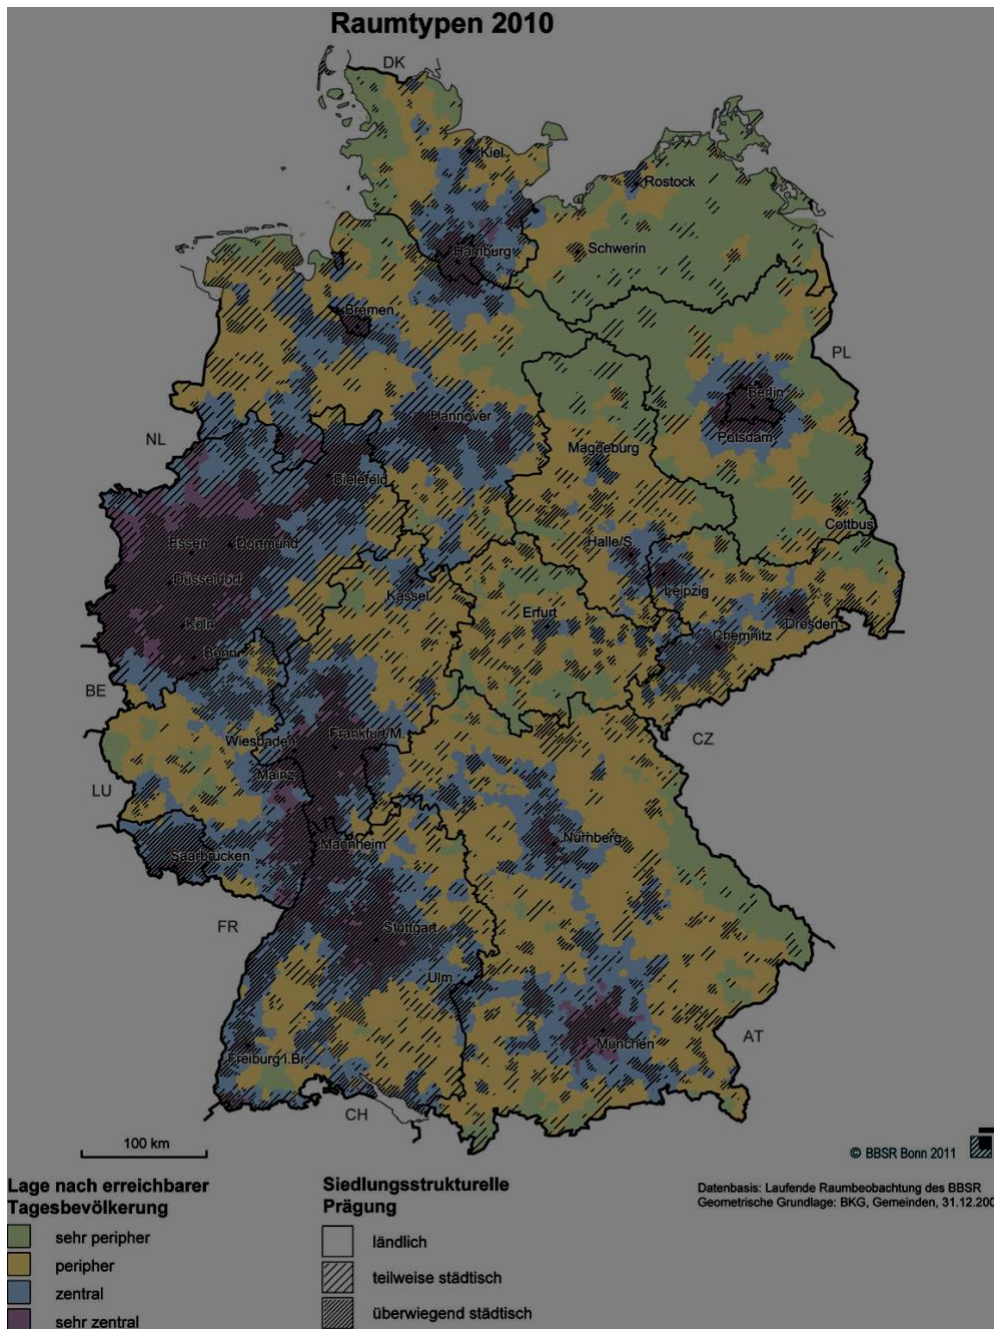 Raumtypen 2010
DK
Kiel
Rostock
Schwerin
Hamburg
Bremen
PL
Berlin
Hannover
Potsdam
NL
Magdeburg
Bielefeld
Cottbus
Essen
Dortmund
Halle/S.
Leipzig
Düsseldorf
Kassel
Erfurt
Dresden
Köln
Chemnitz
Bonn
BE
Frankfurt/M.
CZ
Wiesbaden
Mainz
LU
Nürnberg
Mannheim
Saarbrücken
FR
Stuttgart
Ulm
AT
München
Freiburg i.Br.
CH
100 km
© BBSR Bonn 2011
Lage nach erreichbarer
Tagesbevölkerung
sehr peripher
peripher
zentral
sehr zentral
Siedlungsstrukturelle
Prägung
ländlich
teilweise städtisch
überwiegend städtisch
Datenbasis: Laufende Raumbeobachtung des BBSR
Geometrische Grundlage: BKG, Gemeinden, 31.12.200